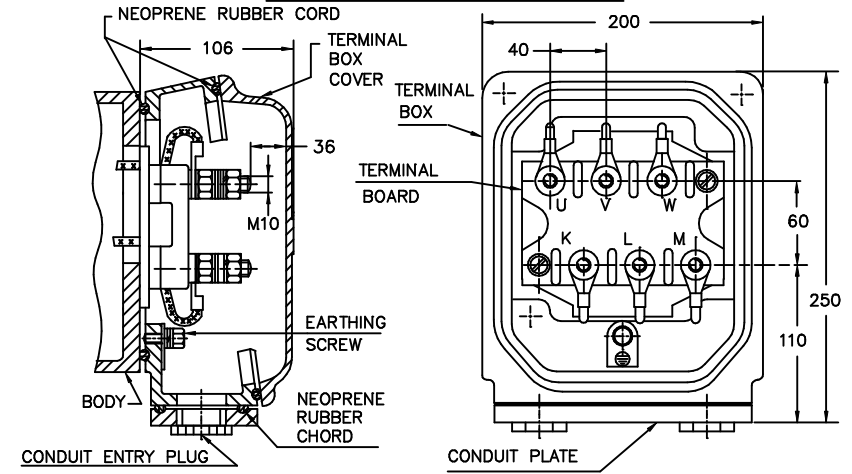 NEOPRENE RUBBER CORD
106
TERMINAL
BOX
COVER
36
M10
EARTHING
SCREW
BODY
NEOPRENE
RUBBER
CHORD
CONDUIT ENTRY PLUG
200
40
TERMINAL
BOX
TERMINAL
BOARD
U V W
K L M
60
250
110
CONDUIT PLATE